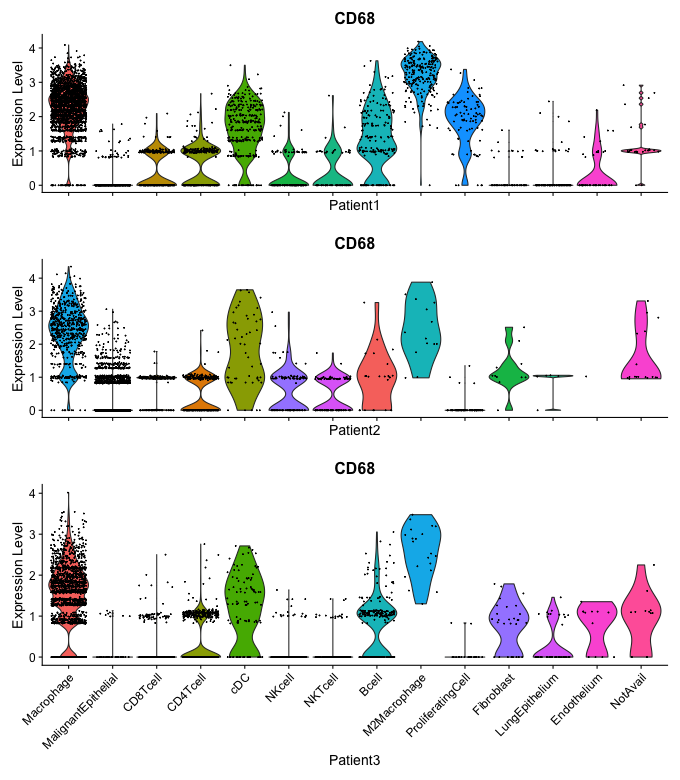 CD68
Expression Level
4
3
2
1
0
Patient1
CD68
Expression Level
4
3
2
1
0
Patient2
CD68
Expression Level
4
3
2
1
0
Macrophage
MalignantEpithelial
CD8Tcell
CD4Tcell
cDC
NKcell
NKTcell
Bcell
M2Macrophage
ProliferatingCell
Fibroblast
LungEpithelium
Endothelium
NotAvail
Patient3